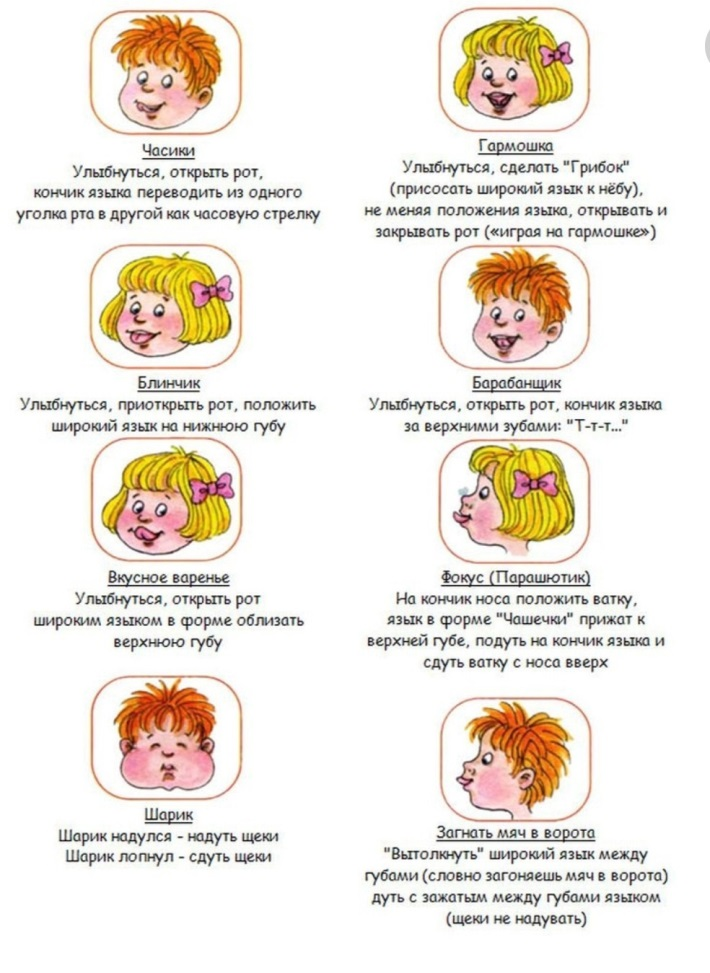 Часики
Улыбнуться, открыть рот,
кончик языка переводить из одного
уголка рта в другой как часовую стрелку
Гармошка
Улыбнуться, сделать "Грибок"
(присосать широкий язык к нёбу),
не меняя положения языка, открывать и
закрывать рот («играя на гармошке»)
Блинчик
Улыбнуться, приоткрыть рот, положить
широкий язык на нижнюю губу
Барабанщик
Улыбнуться, открыть рот, кончик языка
за верхними зубами: "Т-т-т..."
Вкусное варенье
Улыбнуться, открыть рот
широким языком в форме облизать
верхнюю губу
Фокус (Парашютик)
На кончик носа положить ватку,
язык в форме "Чашечки" прижат к
верхней губе, подуть на кончик языка и
сдуть ватку с носа вверх
Шарик
Шарик надулся - надуть щеки
Шарик лопнул - сдуть щеки
Загнать мяч в ворота
"Вытолкнуть" широкий язык между
губами (словно загоняешь мяч в ворота)
дуть с зажатым между губами языком
(щеки не надувать)